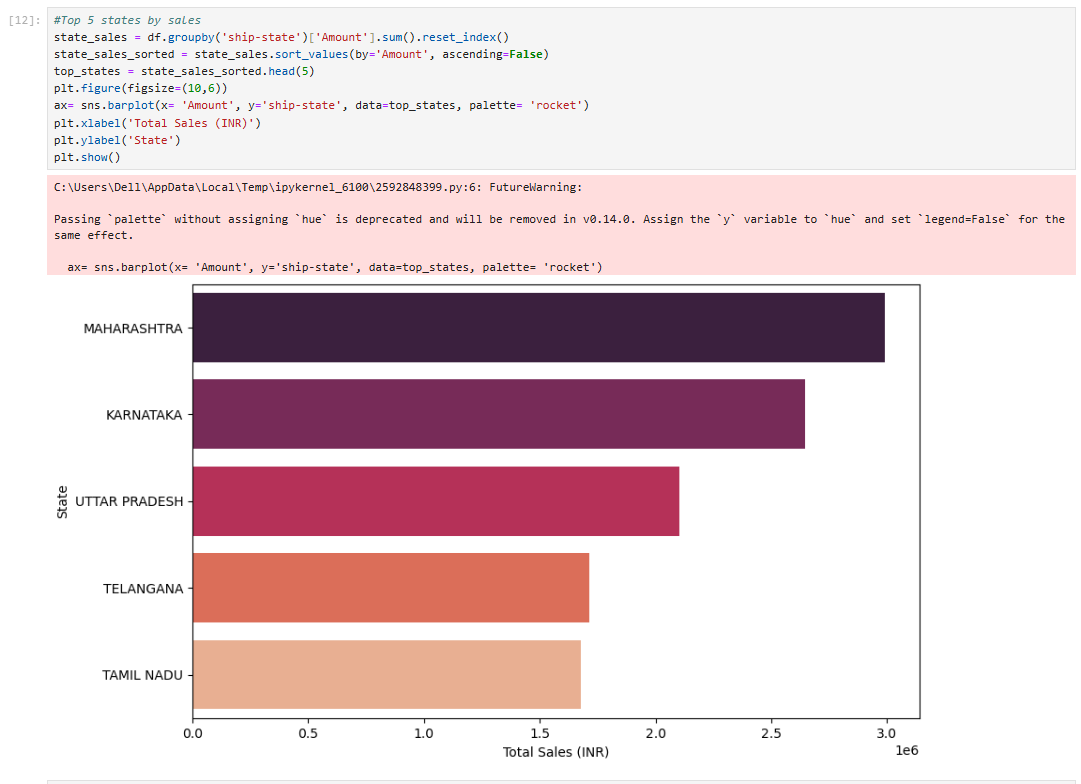 [12]:
#Top 5 states by sales
state_sales = df.groupby('ship-state')['Amount'].sum().reset_index()
state_sales_sorted = state_sales.sort_values(by='Amount', ascending=False)
top_states = state_sales_sorted.head(5)
plt.figure(figsize=(10,6))
ax= sns.barplot(x= 'Amount', y='ship-state', data=top_states, palette= 'rocket')
plt.xlabel('Total Sales (INR)')
plt.ylabel('State')
plt.show()
C:\Users\Dell\AppData\Local\Temp\ipykernel_6100\2592848399.py:6: FutureWarning:
Passing `palette` without assigning `hue` is deprecated and will be removed in v0.14.0. Assign the `y` variable to `hue` and set `legend=False` for the
same effect.
ax= sns.barplot(x= 'Amount', y='ship-state', data=top_states, palette= 'rocket')
MAHARASHTRA
KARNATAKA
UTTAR PRADESH
TELANGANA
TAMIL NADU
State
0.0 0.5 1.0 1.5 2.0 2.5 3.0
1e6
Total Sales (INR)